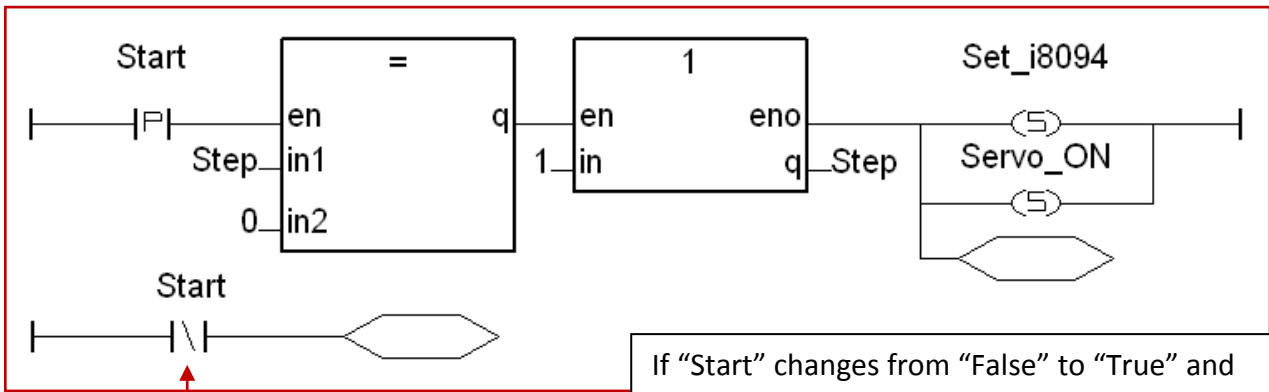 Start
=
1
Set_i8094
P
en
q
en
eno
S
Step
in1
1
in
q
Step
Servo_ON
0
in2
S
Start
If “Start” changes from “False” to “True” and